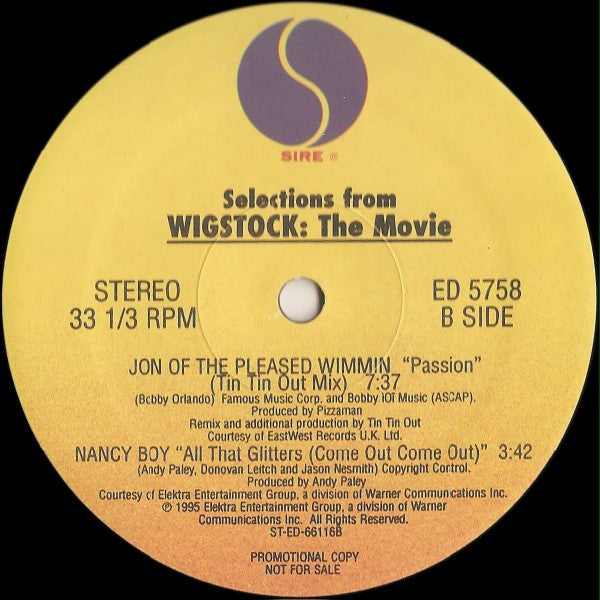 SIRE ®
Selections from
WIGSTOCK: The Movie
STEREO
33 1/3 RPM
ED 5758
B SIDE
JON OF THE PLEASED WIMMIN "Passion"
(Tin Tin Out Mix) 7:37
(Bobby Orlando) Famous Music Corp. and Bobby !O! Music (ASCAP).
Produced by Pizzaman
Remix and additional production by Tin Tin Out
Courtesy of EastWest Records U.K. Ltd.
NANCY BOY "All That Glitters (Come Out Come Out)" 3:42
(Andy Paley, Donovan Leitch and Jason Nesmith) Copyright Control.
Produced by Andy Paley
Courtesy of Elektra Entertainment Group, a division of Warner Communications Inc.
℗ 1995 Elektra Entertainment Group, a division of Warner
Communications Inc. All Rights Reserved.
ST-ED-66116B
PROMOTIONAL COPY
NOT FOR SALE